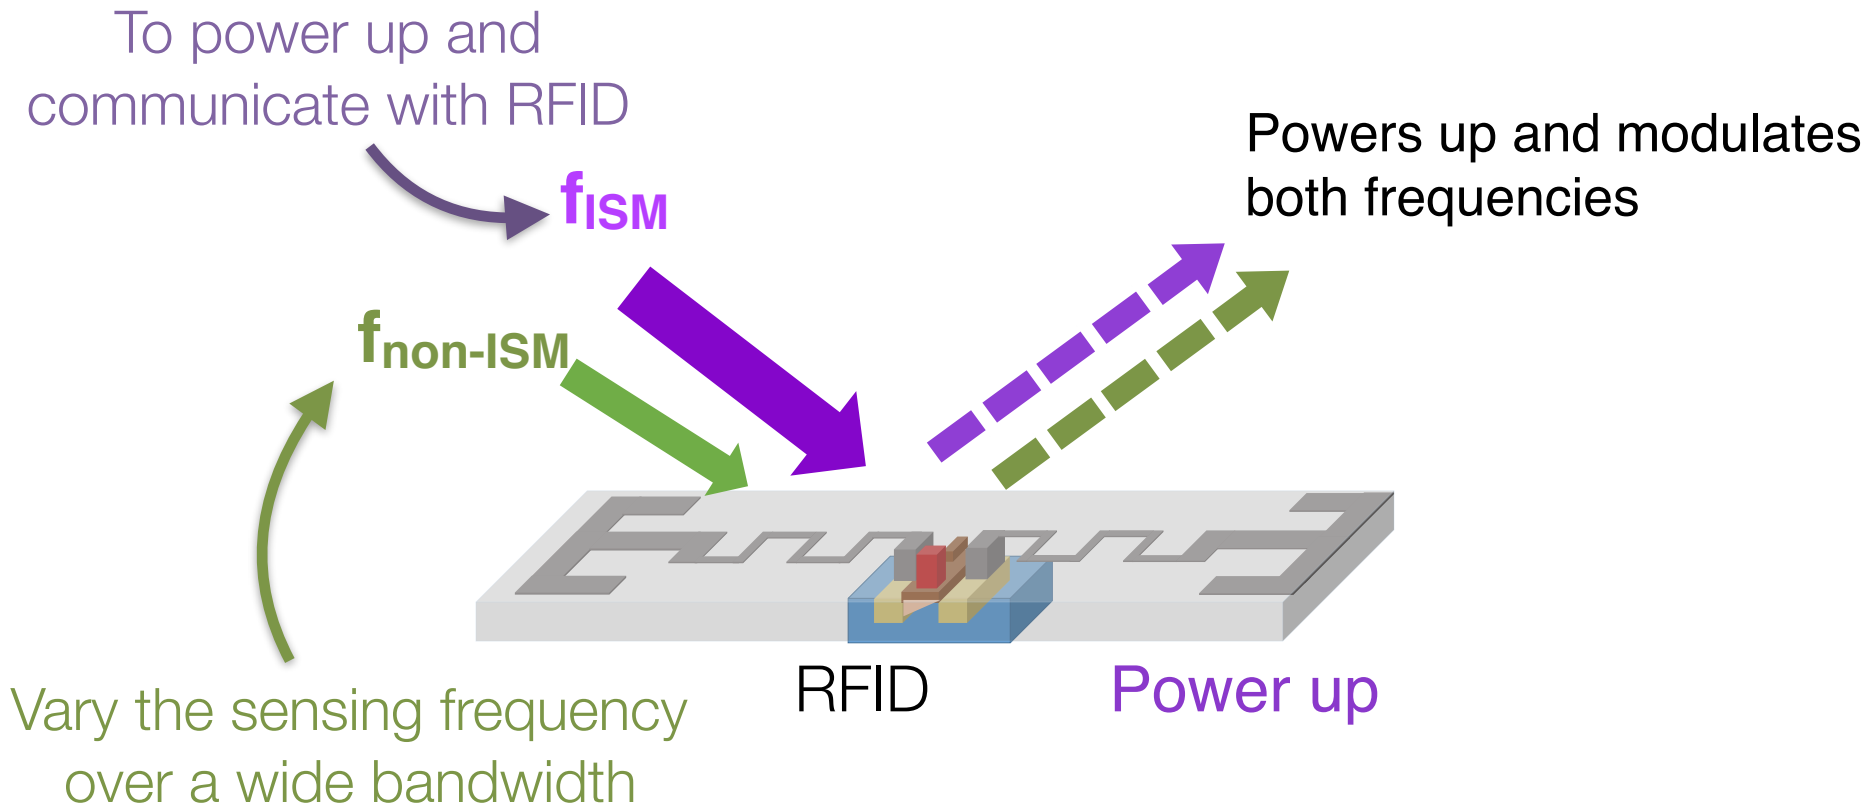 To power up and
communicate with RFID
Powers up and modulates
both frequencies
fISM
fnon-ISM
RFID
Power up
Vary the sensing frequency
over a wide bandwidth